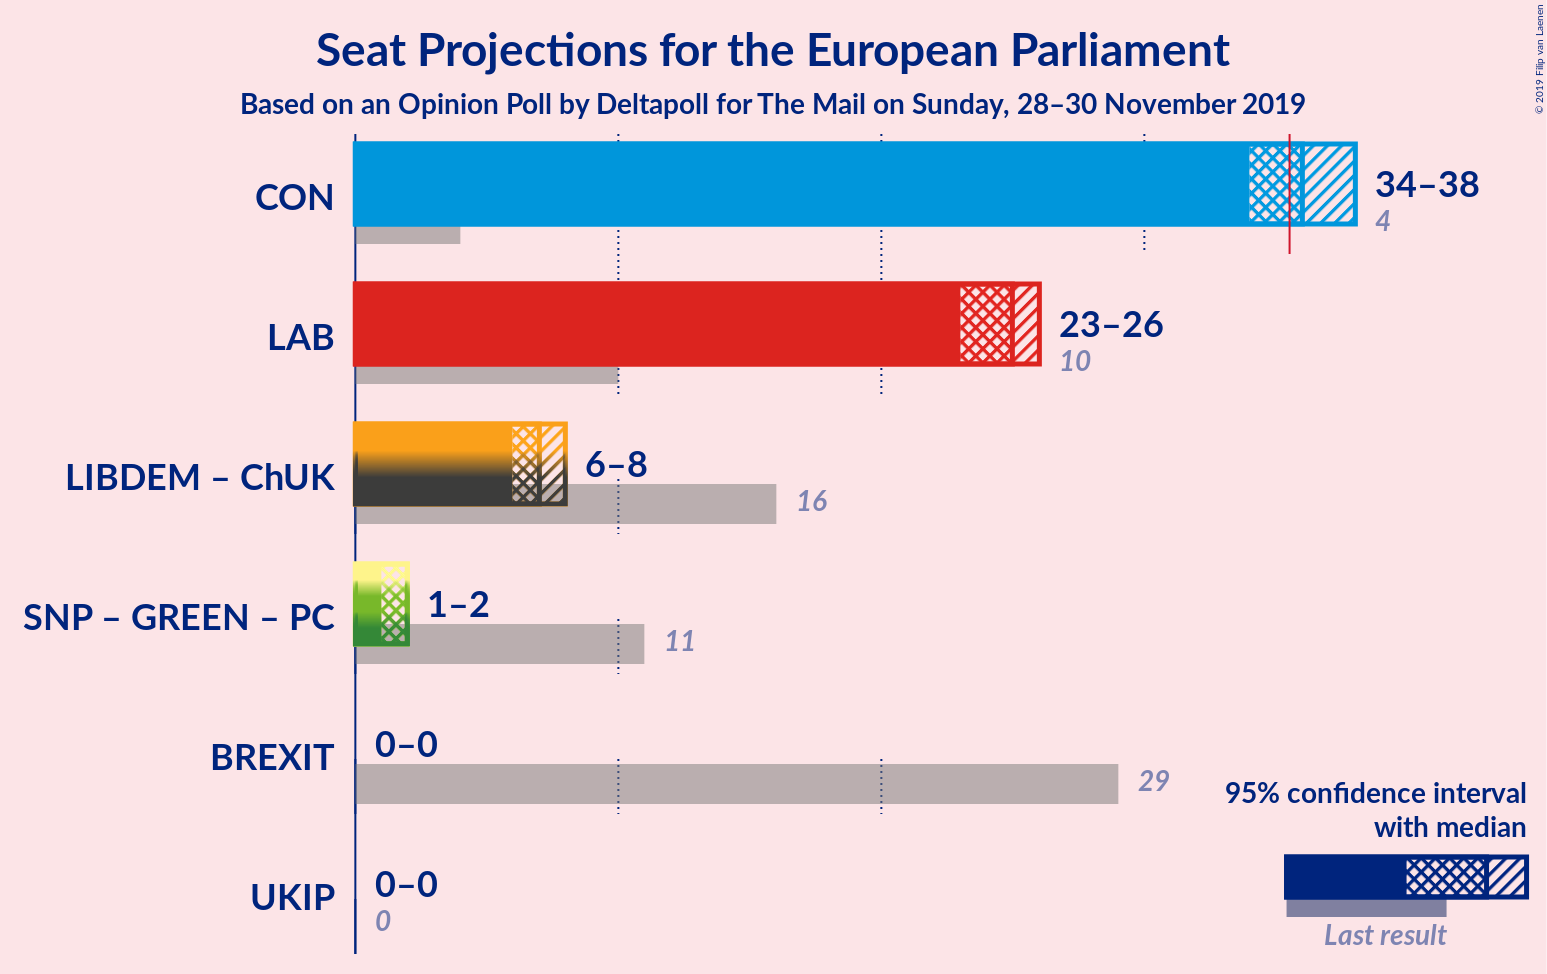 Seat Projections for the European Parliament
Based on an Opinion Poll by Deltapoll for The Mail on Sunday, 28–30 November 2019
© 2019 Filip van Laenen
CON
34–38
4
LAB
23–26
10
LIBDEM – ChUK
6–8
16
SNP – GREEN – PC
1–2
11
BREXIT
0–0
29
UKIP
0–0
0
95% confidence interval
with median
Last result